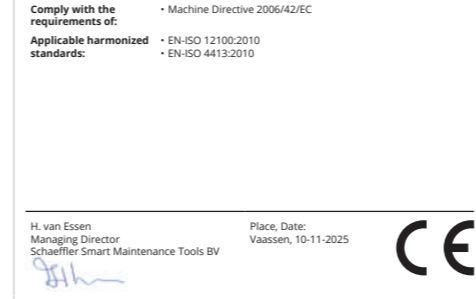 Comply with the • Machine Directive 2006/42/EC
requirements of:
Applicable harmonized • EN-ISO 12100:2010
standards: • EN-ISO 4413:2010
H. van Essen
Managing Director
Schaeffler Smart Maintenance Tools BV
Place, Date:
Vaassen, 10-11-2025
CE